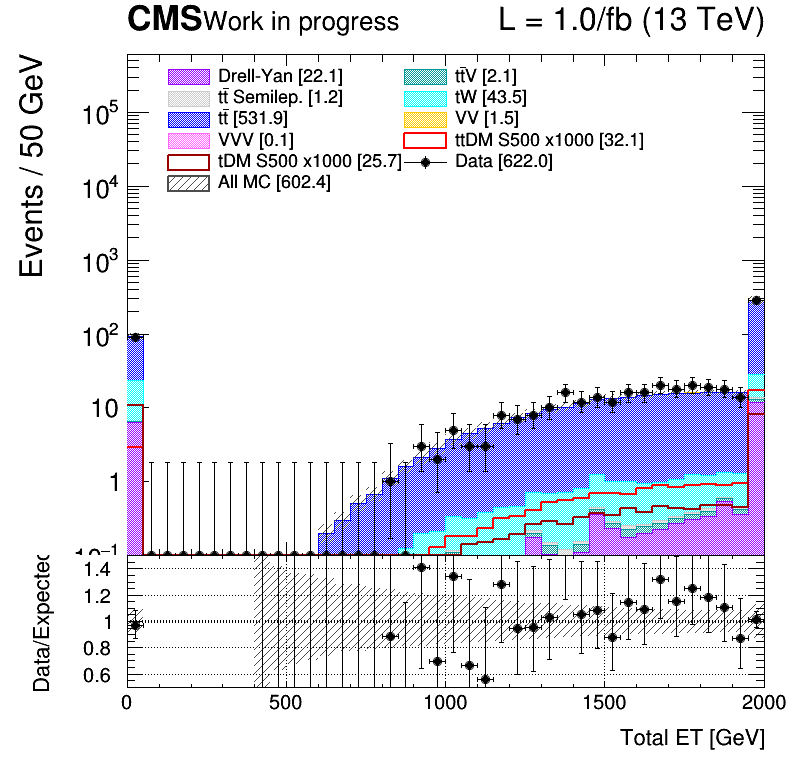 CMS Work in progress L = 1.0/fb (13 TeV)
Events / 50 GeV
Drell-Yan [22.1] tt̄V [2.1]
tt̄ Semilep. [1.2] tW [43.5]
tt̄ [531.9] VV [1.5]
VVV [0.1] ttDM S500 x1000 [32.1]
tDM S500 x1000 [25.7] Data [622.0]
All MC [602.4]
10⁵
10⁴
10³
10²
10
1
10⁻¹
Data/Expected
1.4
1.2
1
0.8
0.6
0 500 1000 1500 2000
Total ET [GeV]